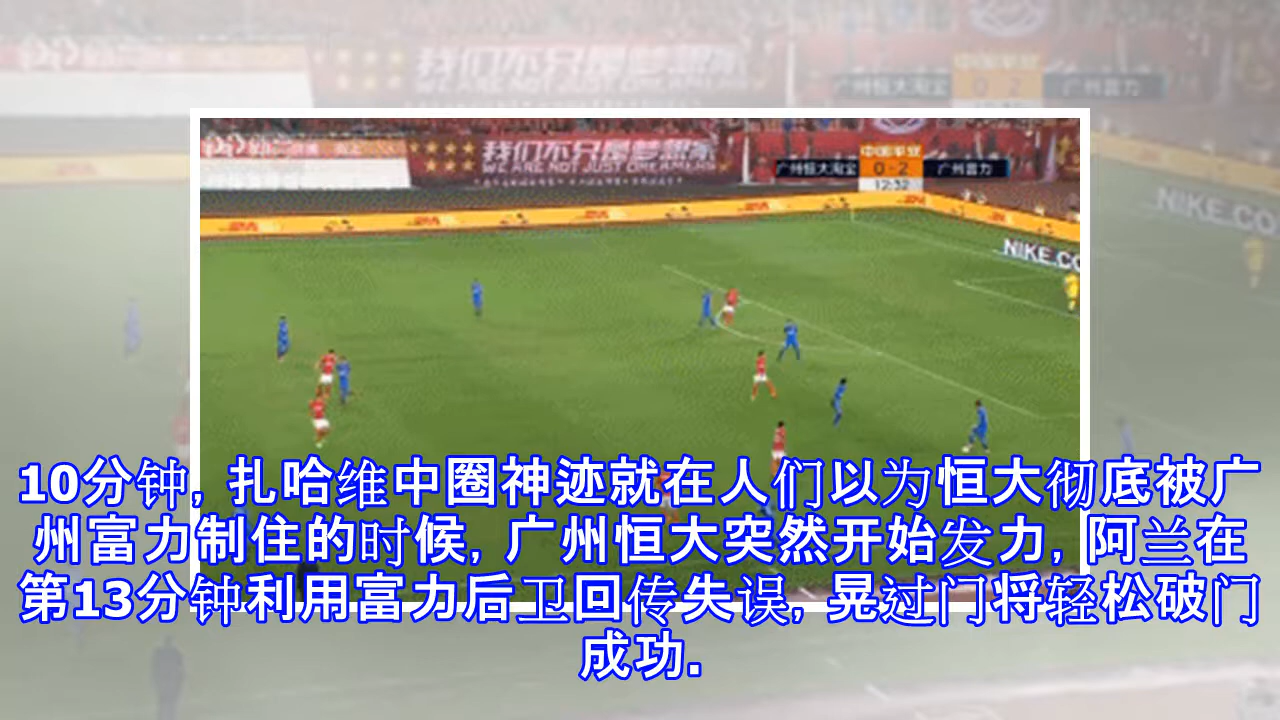 我们不只是梦想家
WE ARE NOT JUST DREAMERS
广州恒大淘宝 0-2 广州富力
12:32
NIKE.CO
10分钟, 扎哈维中圈神迹就在人们以为恒大彻底被广
州富力制住的时候, 广州恒大突然开始发力, 阿兰在
第13分钟利用富力后卫回传失误, 晃过门将轻松破门
成功.